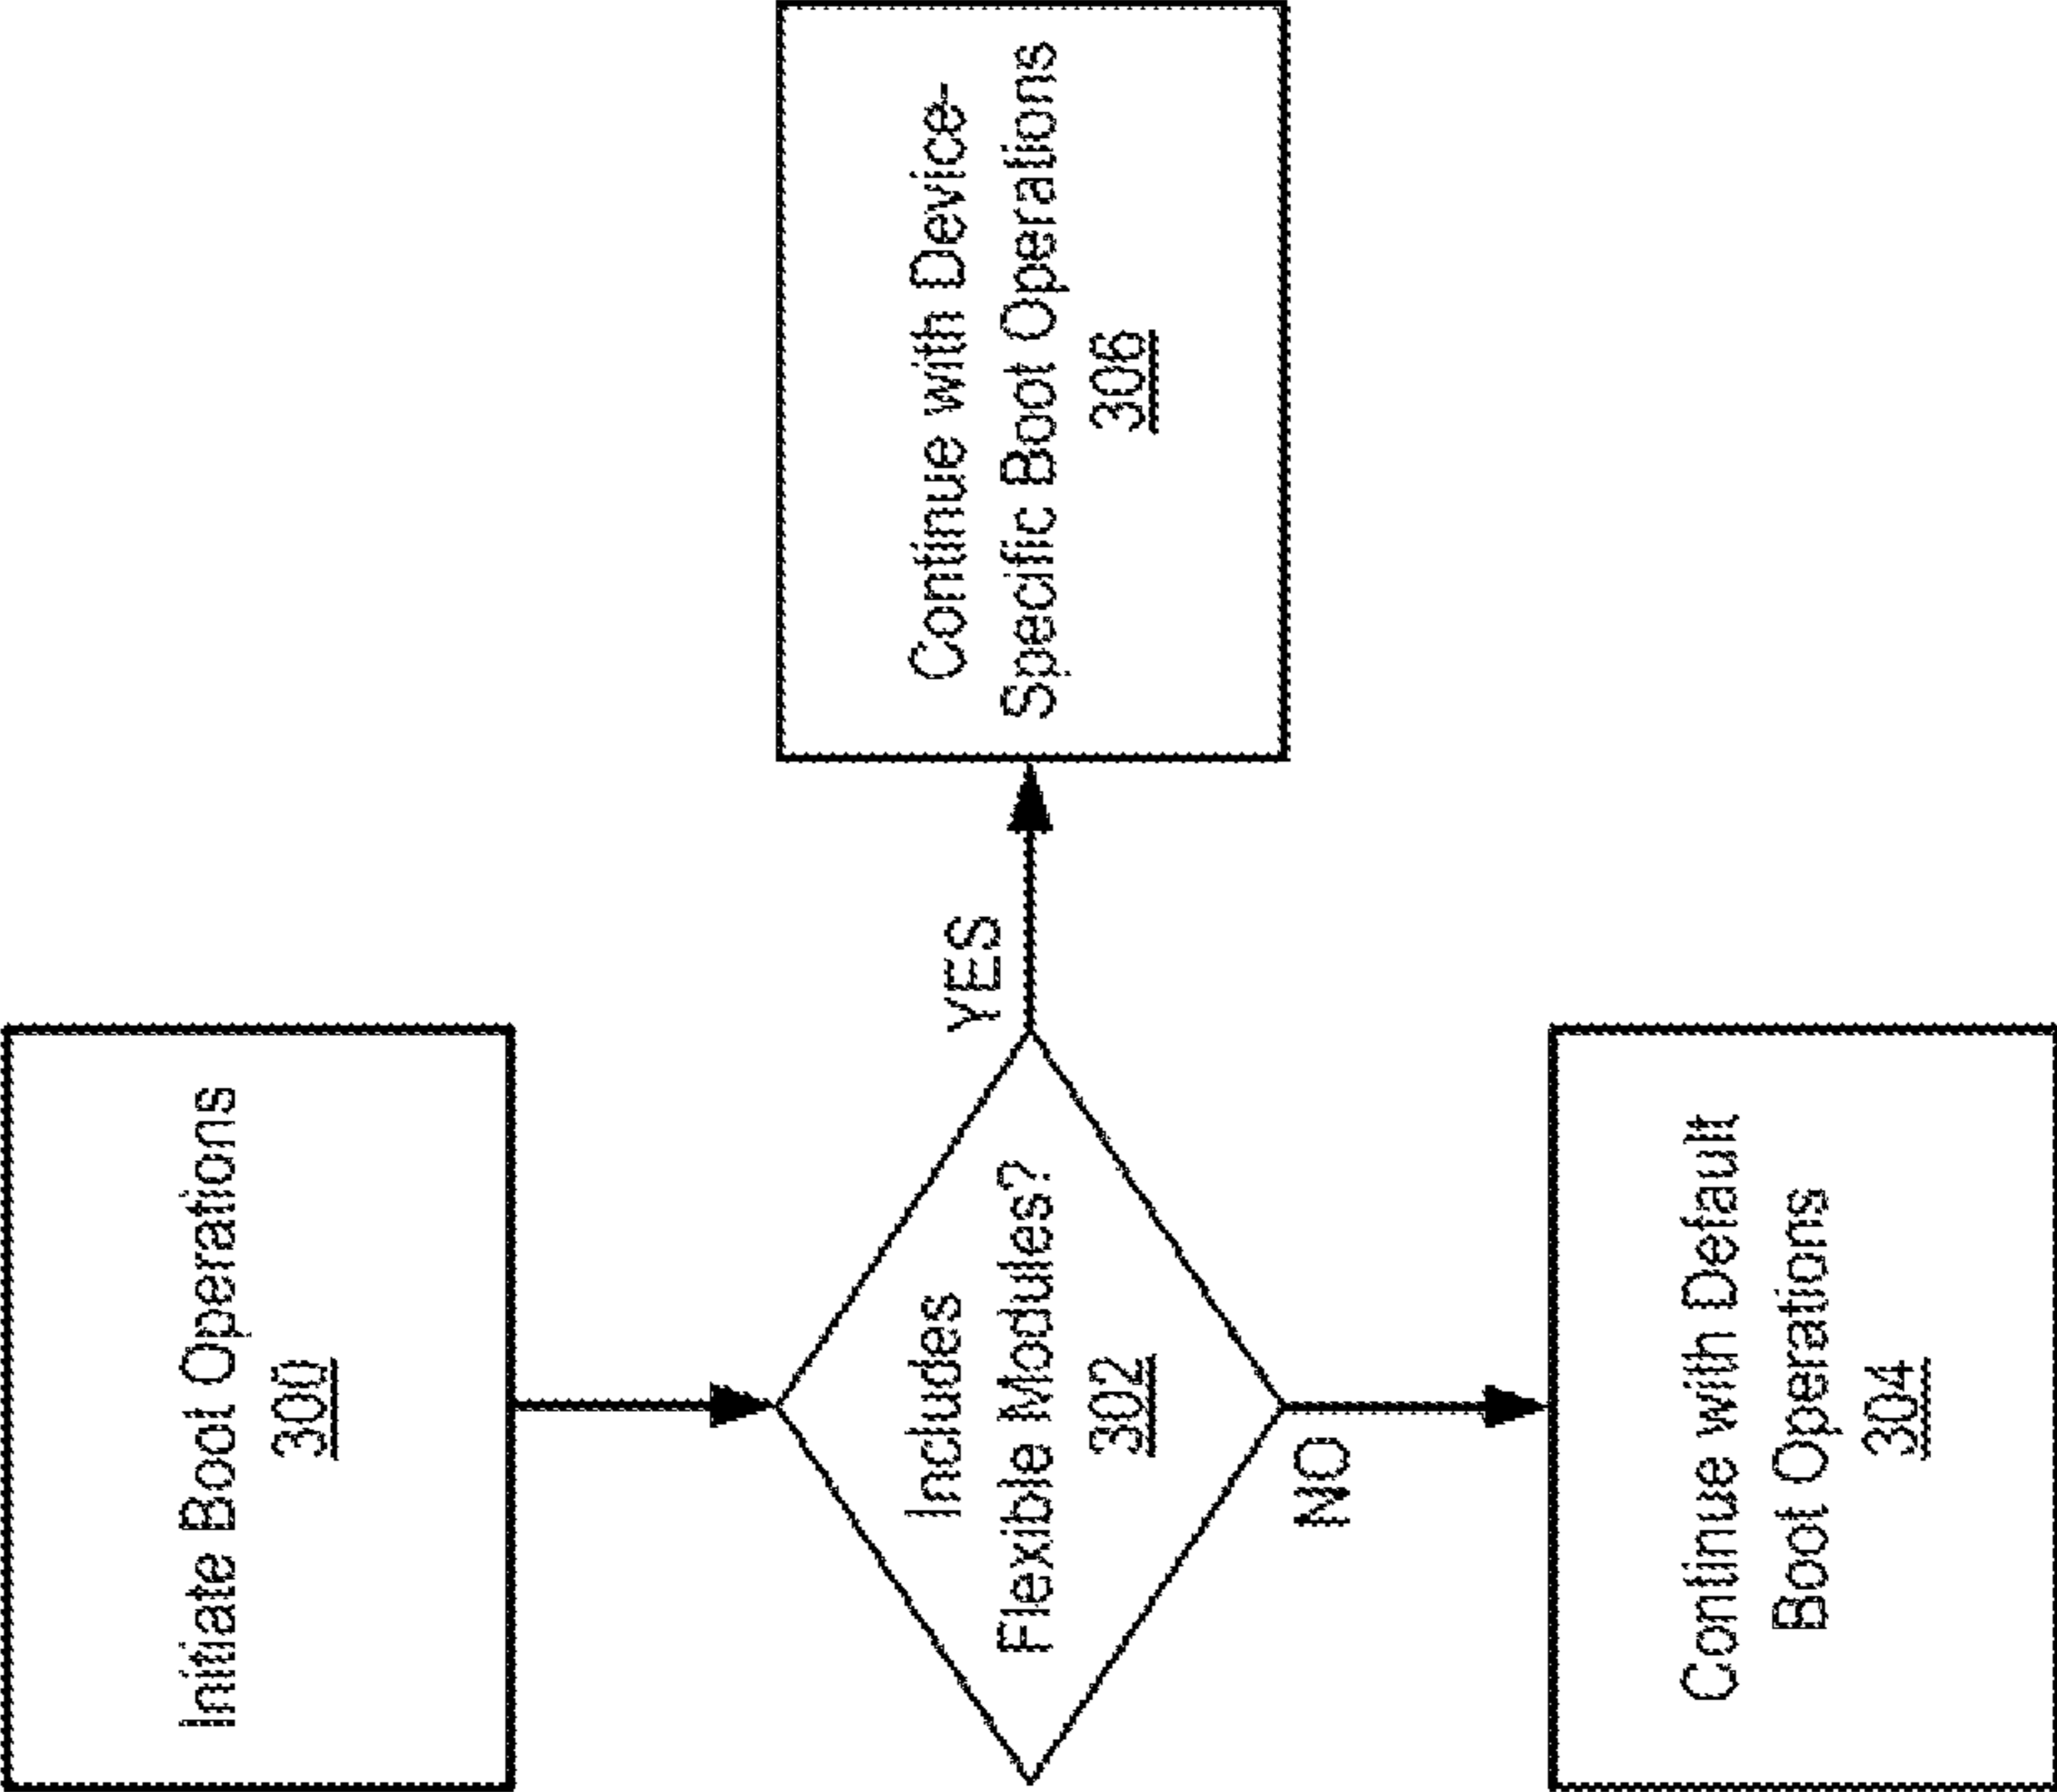 Initiate Boot Operations
300
Includes
Flexible Modules?
302
YES
Continue with Device-
Specific Boot Operations
306
NO
Continue with Default
Boot Operations
304